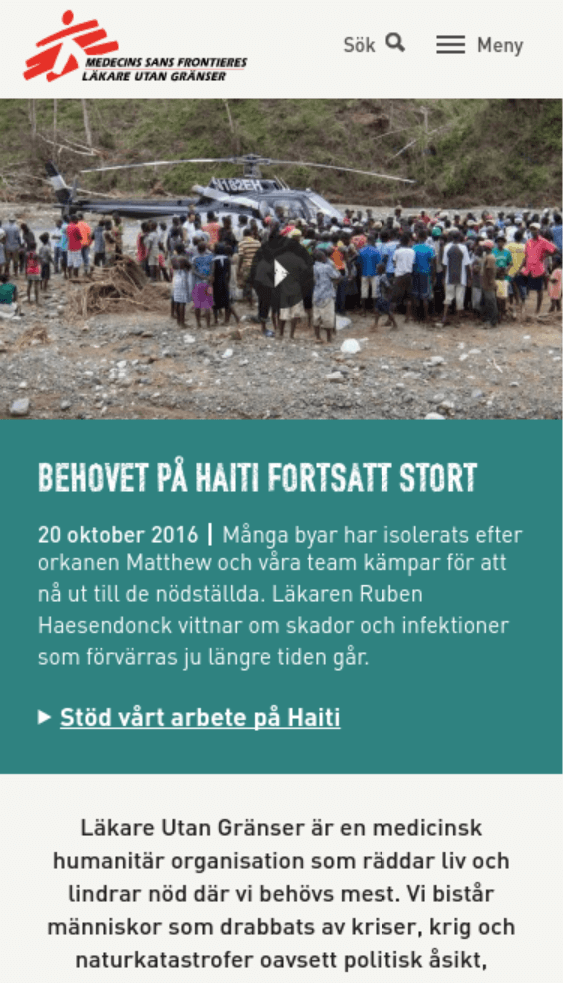 MEDECINS SANS FRONTIERES
LÄKARE UTAN GRÄNSER
Sök
Meny
N192EH
BEHOVET PÅ HAITI FORTSATT STORT
20 oktober 2016 | Många byar har isolerats efter
orkanen Matthew och våra team kämpar för att
nå ut till de nödställda. Läkaren Ruben
Haesendonck vittnar om skador och infektioner
som förvärras ju längre tiden går.
Stöd vårt arbete på Haiti
Läkare Utan Gränser är en medicinsk
humanitär organisation som räddar liv och
lindrar nöd där vi behövs mest. Vi bistår
människor som drabbats av kriser, krig och
naturkatastrofer oavsett politisk åsikt,